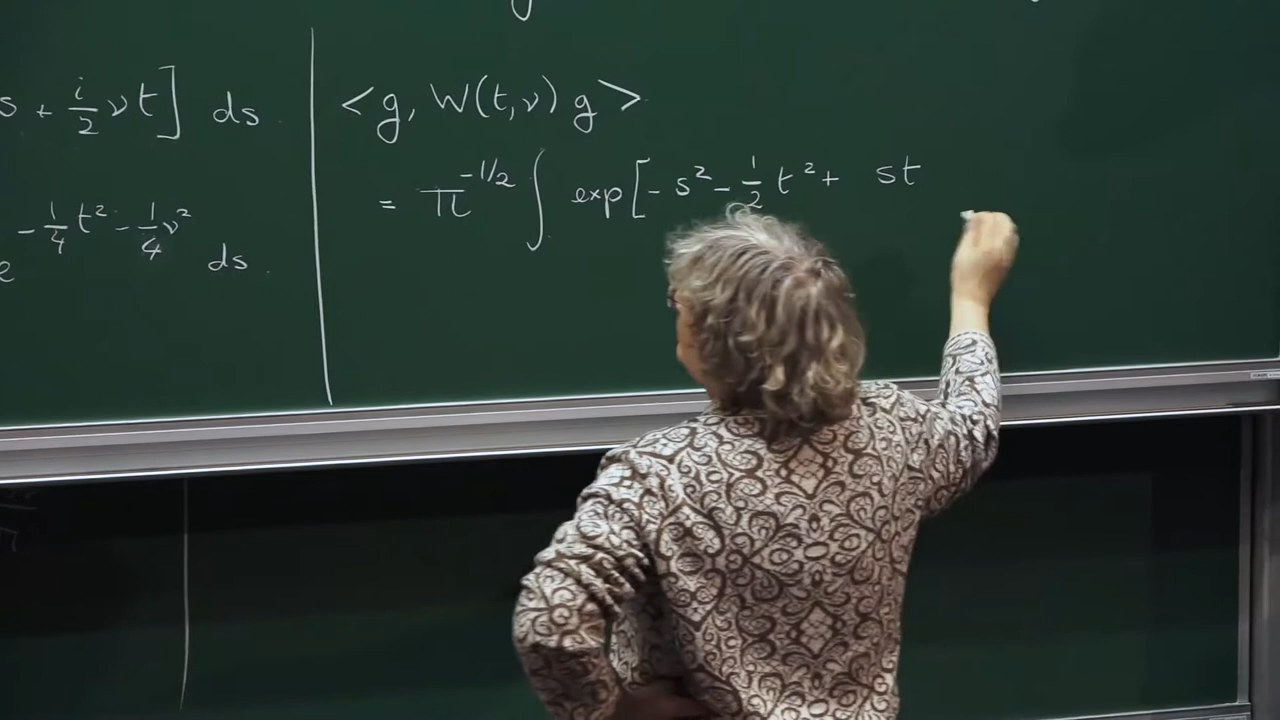 s + i/2 νt] ds
e^{-1/4 t² - 1/4 ν²} ds
<g, W(t,ν) g>
= π^{-1/2} ∫ exp[-s² - 1/2 t² + st